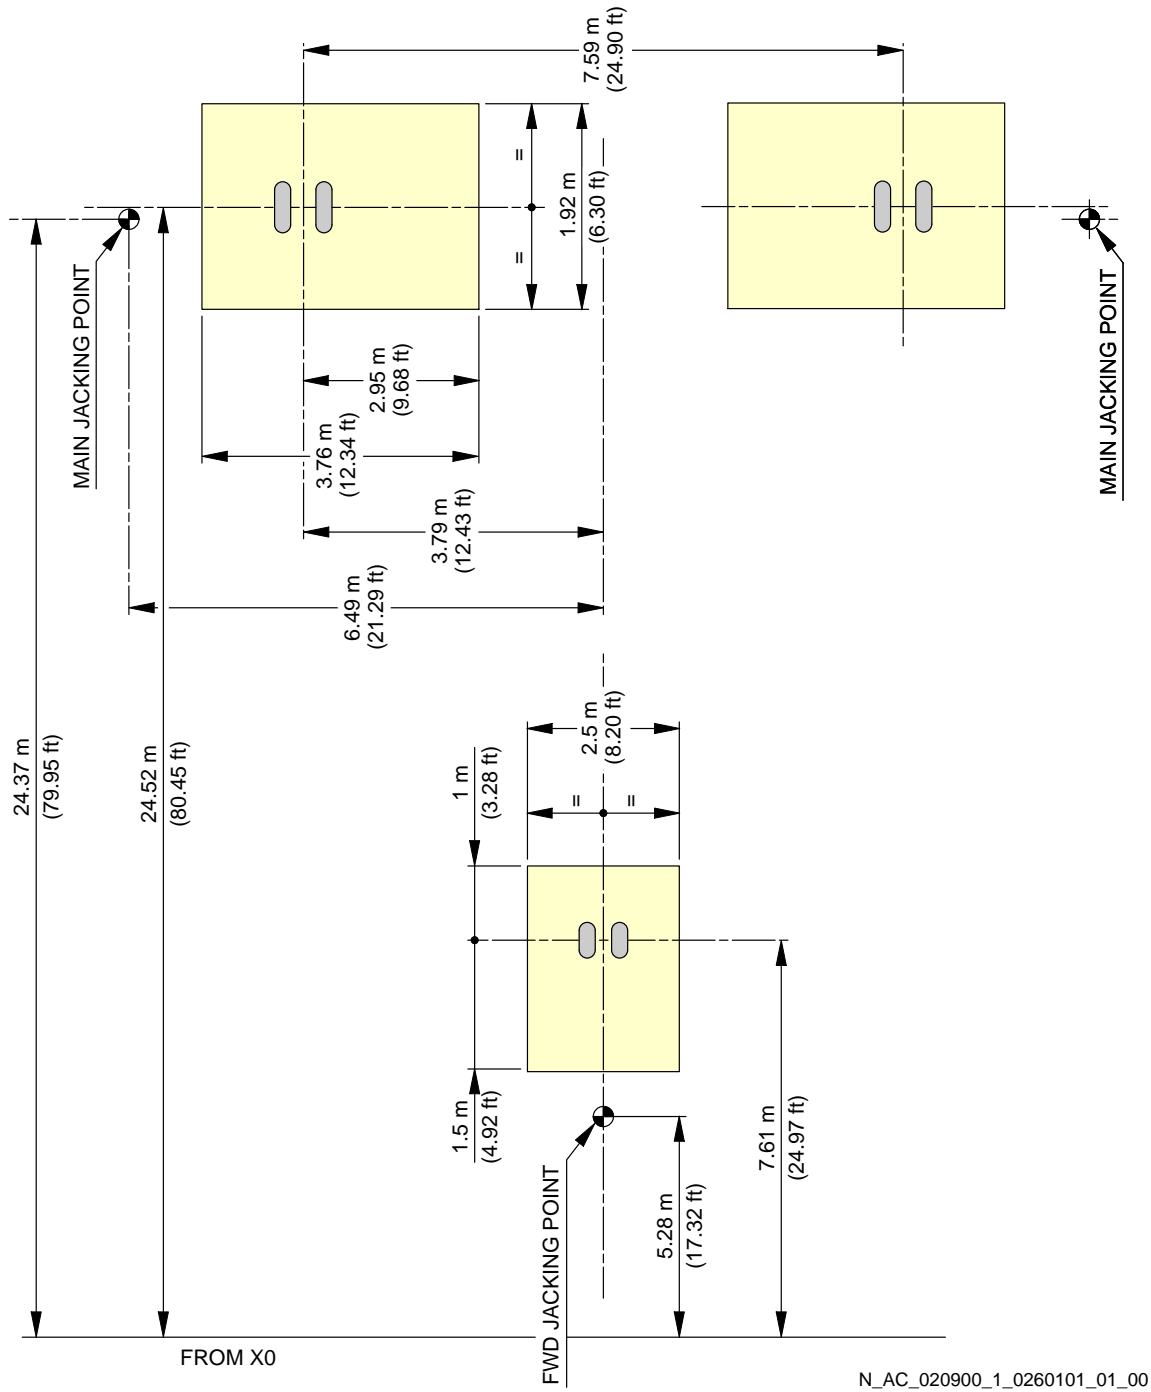 7.59 m
(24.90 ft)
=
=
1.92 m
(6.30 ft)
MAIN JACKING POINT
MAIN JACKING POINT
2.95 m
(9.68 ft)
3.76 m
(12.34 ft)
3.79 m
(12.43 ft)
6.49 m
(21.29 ft)
24.37 m
(79.95 ft)
24.52 m
(80.45 ft)
2.5 m
(8.20 ft)
1 m
(3.28 ft)
=
=
1.5 m
(4.92 ft)
7.61 m
(24.97 ft)
5.28 m
(17.32 ft)
FWD JACKING POINT
FROM X0
N_AC_020900_1_0260101_01_00